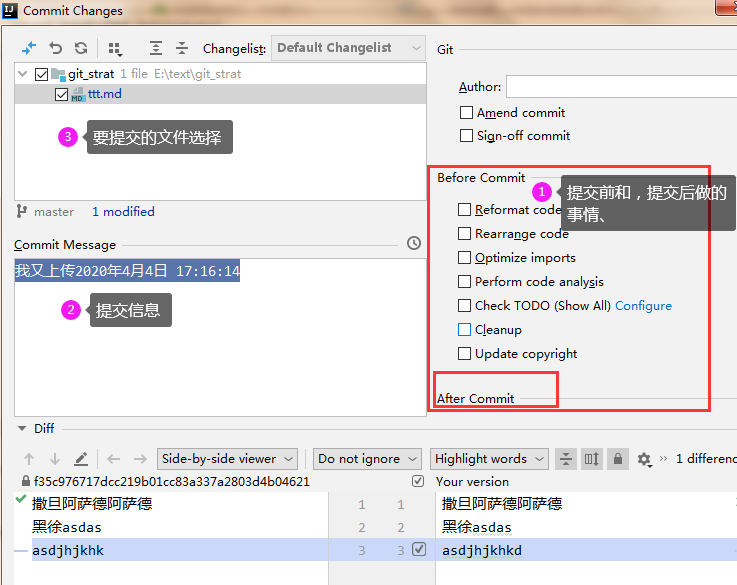 Commit Changes
Changelist: Default Changelist
git_strat 1 file E:\text\git_strat
ttt.md
3 要提交的文件选择
master 1 modified
Commit Message
我又上传2020年4月4日 17:16:14
2 提交信息
Git
Author:
Amend commit
Sign-off commit
Before Commit
1 提交前和，提交后做的
事情、
Reformat code
Rearrange code
Optimize imports
Perform code analysis
Check TODO (Show All) Configure
Cleanup
Update copyright
After Commit
Diff
Side-by-side viewer Do not ignore Highlight words 1 differenc
f35c976717dcc219b01cc83a337a2803d4b04621 Your version
撒旦阿萨德阿萨德 1 1 撒旦阿萨德阿萨德
黑徐asdas 2 2 黑徐asdas
asdjhjkhk 3 3 asdjhjkhkd